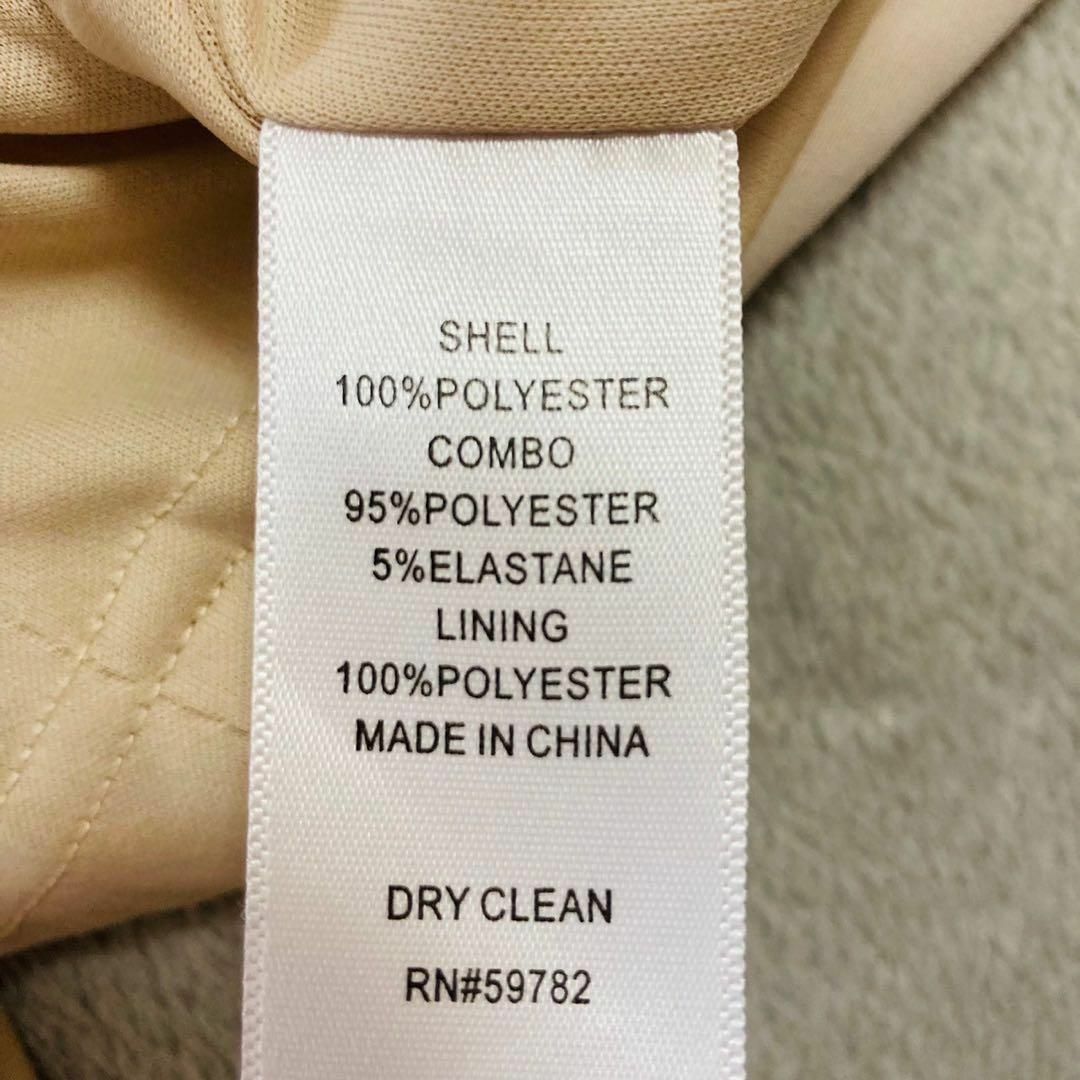 SHELL
100%POLYESTER
COMBO
95%POLYESTER
5%ELASTANE
LINING
100%POLYESTER
MADE IN CHINA
DRY CLEAN
RN#59782